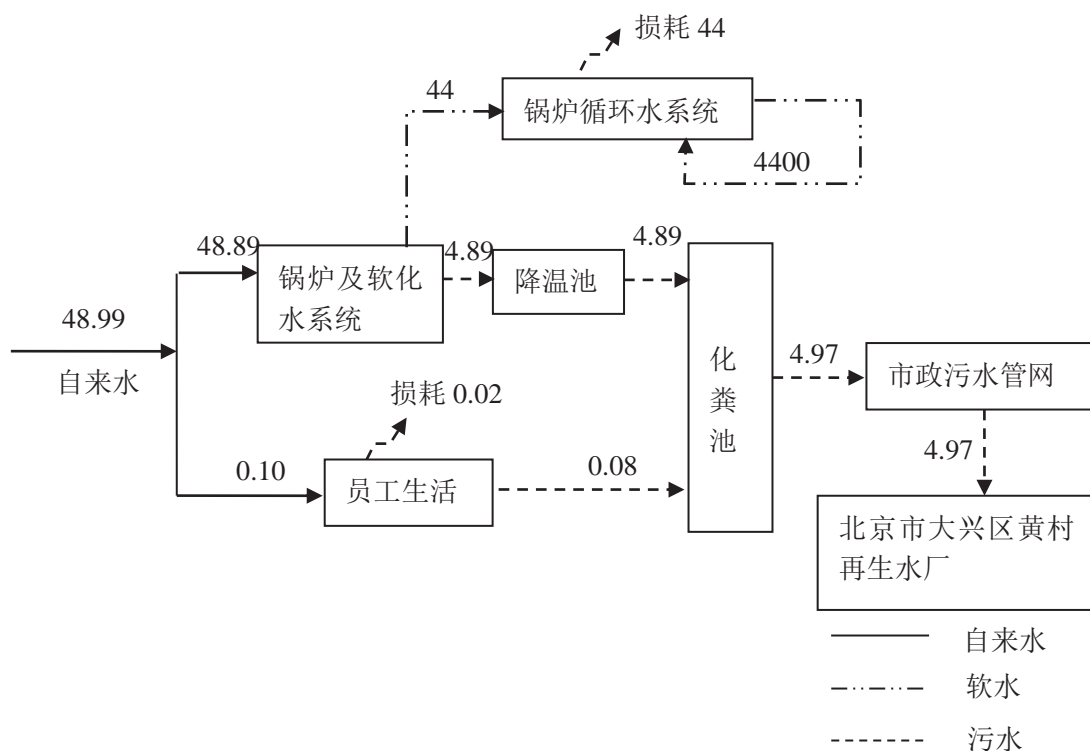 损耗 44
44
锅炉循环水系统
4400
48.89
4.89
4.89
锅炉及软化
水系统
降温池
48.99
自来水
化
粪
池
4.97
市政污水管网
损耗 0.02
4.97
0.10
员工生活
0.08
北京市大兴区黄村
再生水厂
自来水
软水
污水